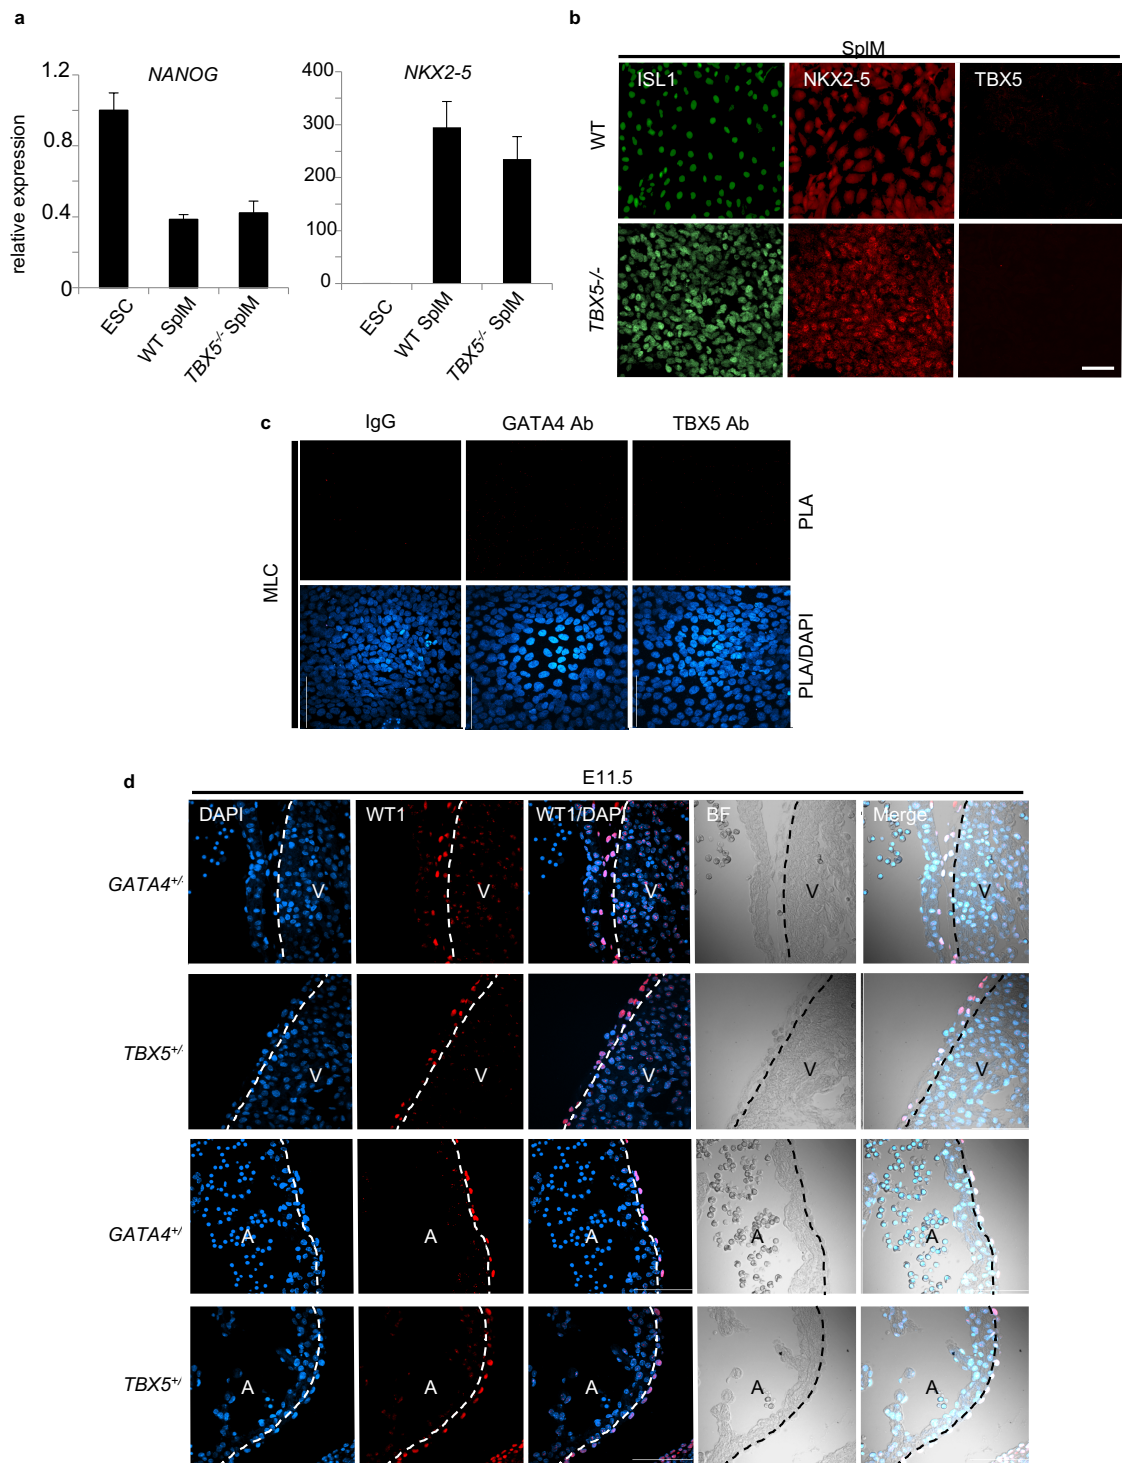 a
NANOG
1.2
0.8
0.4
0
relative expression
ESC
WT SplM
TBX5-/- SplM
NKX2-5
400
300
200
100
0
ESC
WT SplM
TBX5-/- SplM
b
SplM
ISL1
NKX2-5
TBX5
WT
TBX5-/-
c
IgG
GATA4 Ab
TBX5 Ab
MLC
PLA
PLA/DAPI
d
E11.5
DAPI
WT1
WT1/DAPI
BF
Merge
GATA4+/-
V
V
V
V
V
TBX5+/-
V
V
V
V
V
GATA4+/
A
A
A
A
A
TBX5+/
A
A
A
A
A